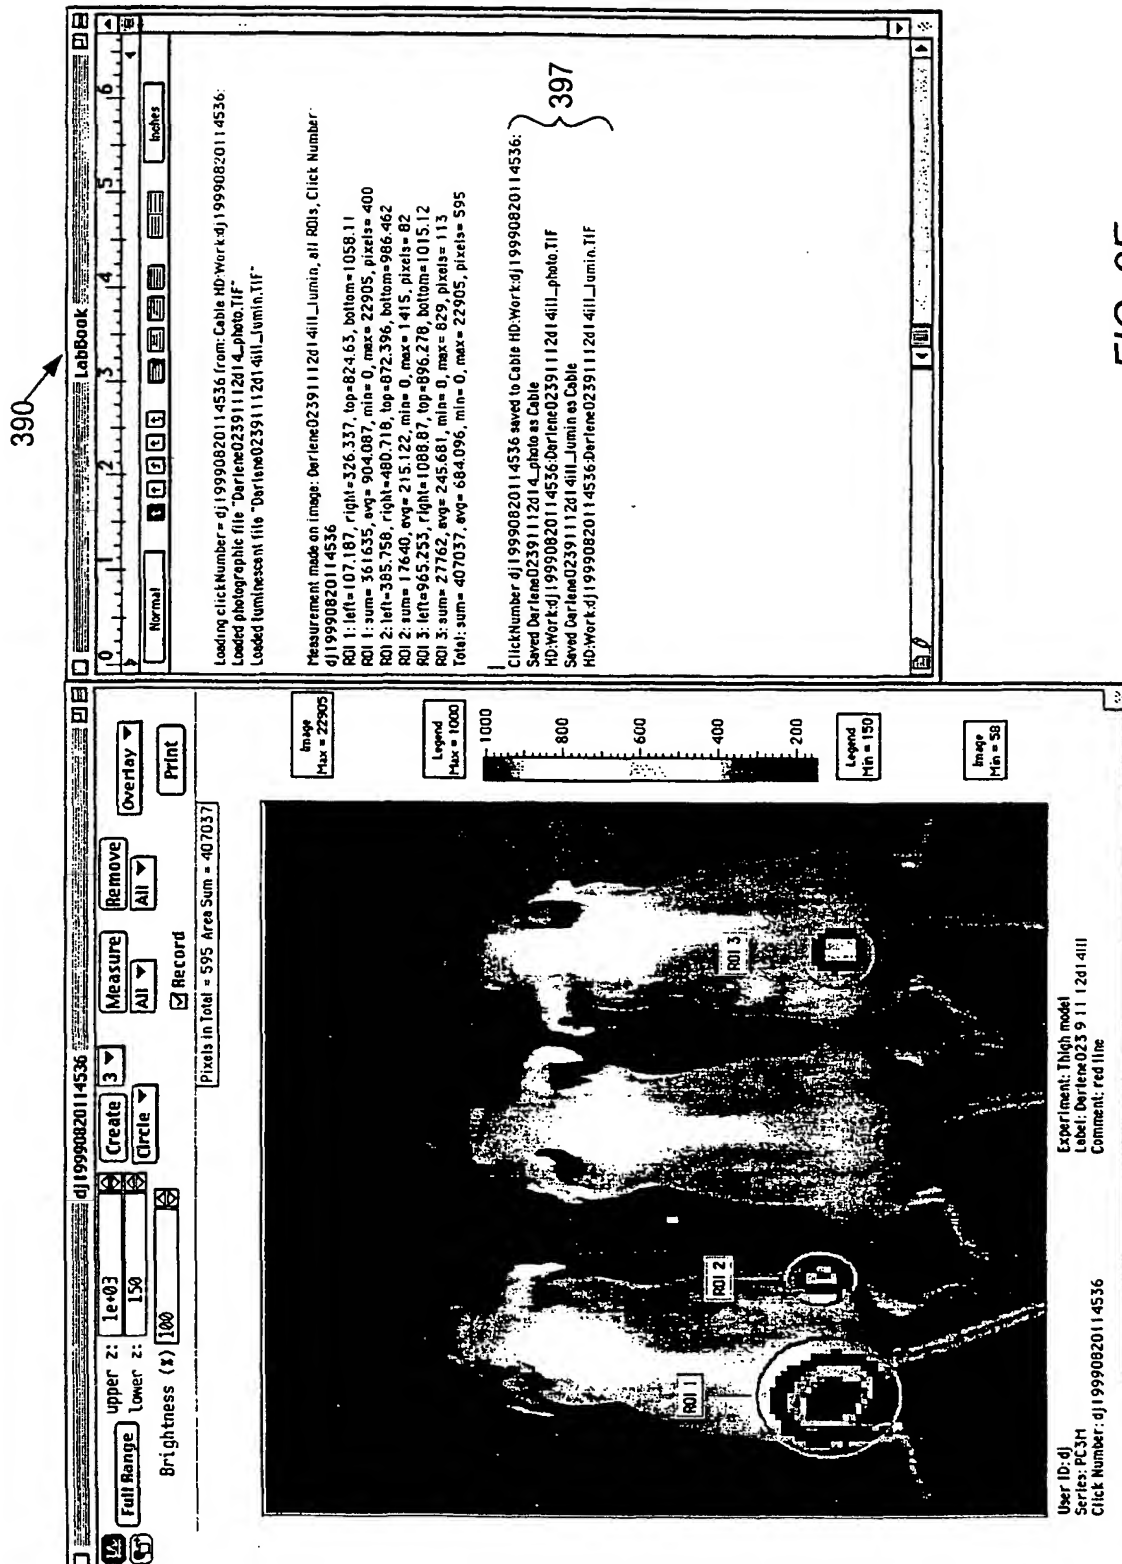 390
dj19990820114536
Full Range
upper z: 1e+03
lower z: 150
Brightness (%) 100
Create 3
Circle
Measure
All
Record
Remove
All
Overlay
Print
Pixels in Total = 595 Area Sum = 407037
ROI 1
ROI 2
ROI 3
Image
Max = 22905
Legend
Max = 1000
1000
800
600
400
200
Legend
Min = 150
Image
Min = 58
User ID: dj
Series: PC3M
Click Number: dj19990820114536
Experiment: Thigh model
Label: Darlene023 9 11 12d14ill
Comment: red line
LabBook
0 1 2 3 4 5 6
Normal
Inches
Loading clickNumber = dj19990820114536 from: Cable HD:Work:dj19990820114536:
Loaded photographic file "Darlene02391112d14_photo.TIF"
Loaded luminescent file "Darlene02391112d14ill_lumin.TIF"
Measurement made on image: Darlene02391112d14ill_lumin, all ROIs, Click Number:
dj19990820114536
ROI 1: left=107.187, right=326.337, top=824.63, bottom=1058.11
ROI 1: sum= 361635, avg= 904.087, min= 0, max= 22905, pixels= 400
ROI 2: left=385.758, right=480.718, top=872.396, bottom=986.462
ROI 2: sum= 17640, avg= 215.122, min= 0, max= 1415, pixels= 82
ROI 3: left=965.253, right=1088.87, top=896.278, bottom=1015.12
ROI 3: sum= 27762, avg= 245.681, min= 0, max= 829, pixels= 113
Total: sum= 407037, avg= 684.096, min= 0, max= 22905, pixels= 595
ClickNumber dj19990820114536 saved to Cable HD:Work:dj19990820114536:
Saved Darlene02391112d14_photo as Cable
HD:Work:dj19990820114536:Darlene02391112d14ill_photo.TIF
Saved Darlene02391112d14ill_lumin as Cable
HD:Work:dj19990820114536:Darlene02391112d14ill_lumin.TIF
397